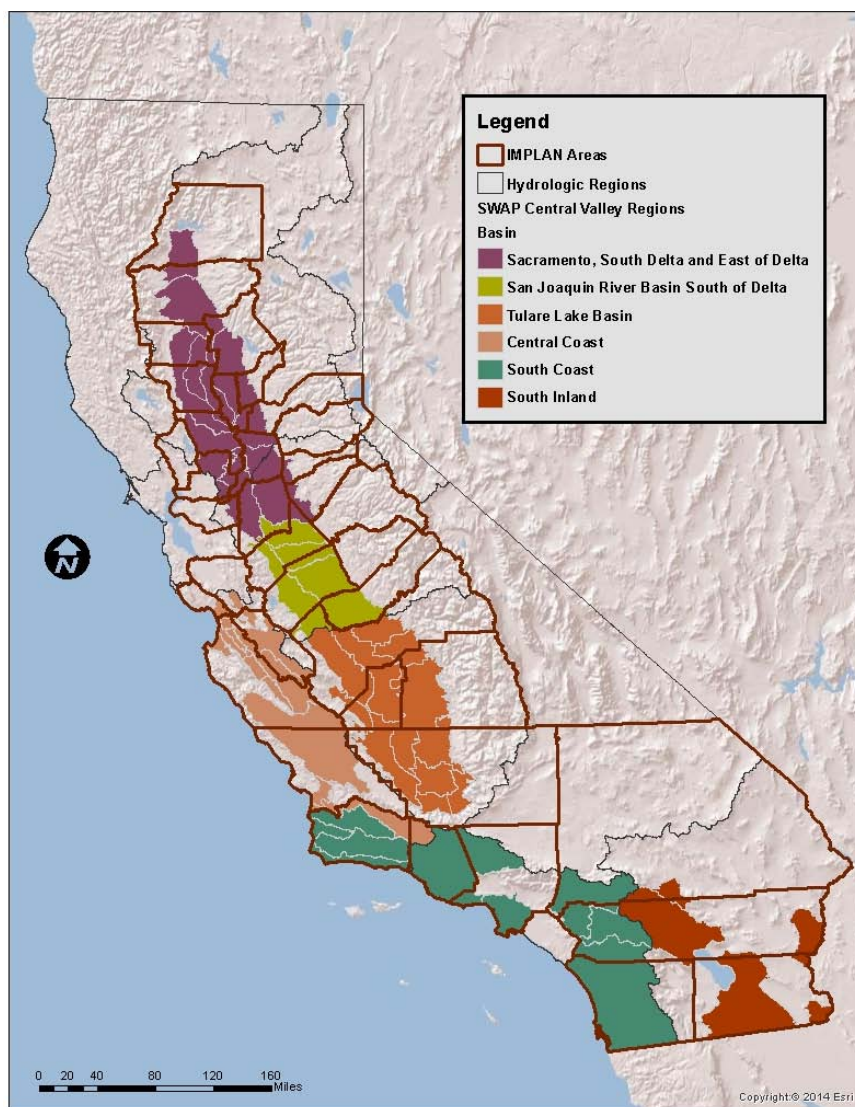 Legend
IMPLAN Areas
Hydrologic Regions
SWAP Central Valley Regions
Basin
Sacramento, South Delta and East of Delta
San Joaquin River Basin South of Delta
Tulare Lake Basin
Central Coast
South Coast
South Inland
N
0 20 40 80 120 160
Miles
Copyright:© 2014 Esri